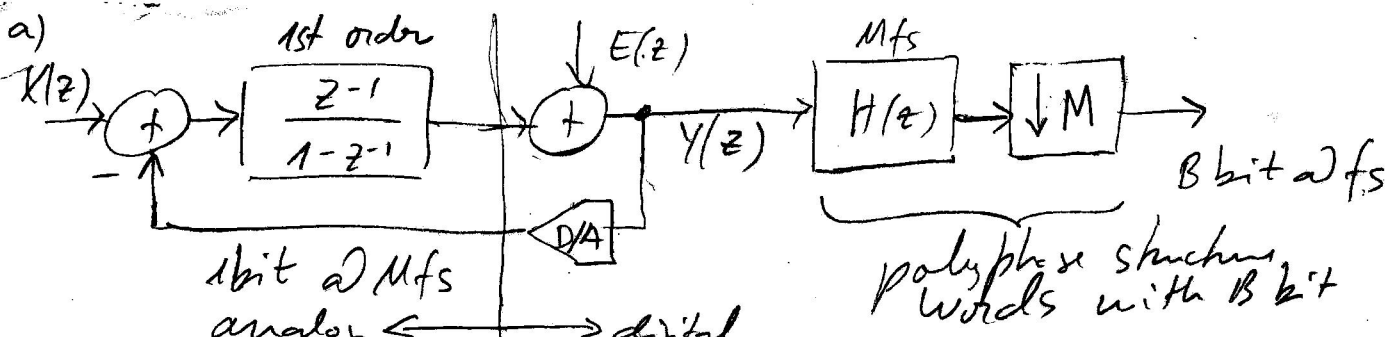 a)
1st order
Mfs
X(z)
E(z)
+
z-1
1-z-1
+
Y(z)
H(z)
↓M
B bit @ fs
-
D/A
1bit @ Mfs
polyphase structure
words with B bit
analog ↔ digital